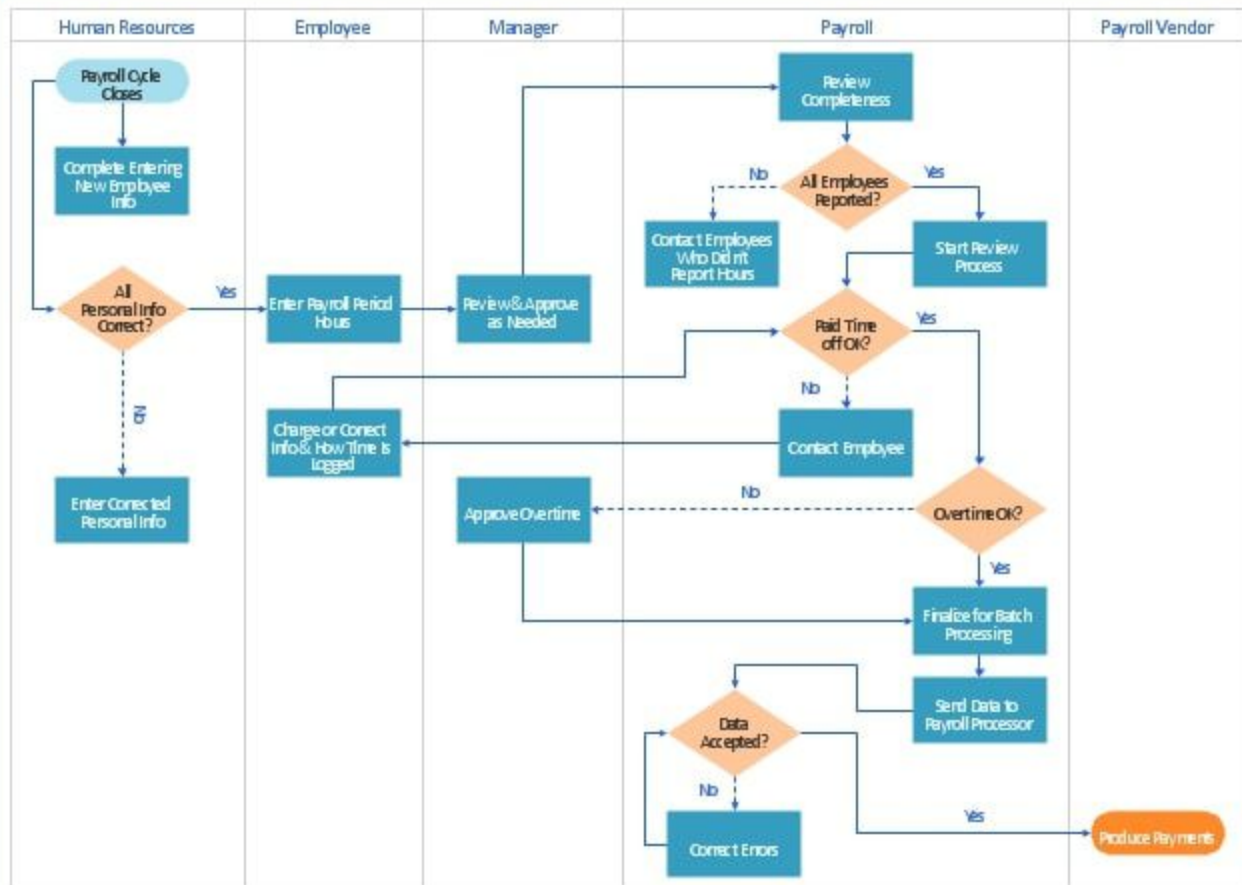 Human Resources
Employee
Manager
Payroll
Payroll Vendor
Payroll Cycle
Closes
Complete Entering
New Employee
Info
All
Personal Info
Correct?
Yes
No
Enter Corrected
Personal Info
Enter Payroll Period
Hours
Charge or Correct
Info & How Time Is
Logged
Review & Approve
as Needed
Approve Overtime
Review
Completeness
All Employees
Reported?
No
Yes
Contact Employees
Who Didn't
Report Hours
Start Review
Process
Paid Time
off OK?
Yes
No
Contact Employee
Overtime OK?
No
Yes
Finalize for Batch
Processing
Send Data to
Payroll Processor
Data
Accepted?
No
Yes
Correct Errors
Produce Payments